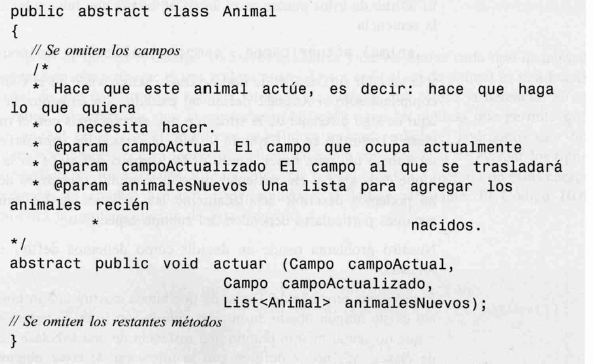 public abstract class Animal
{
// Se omiten los campos
/*
* Hace que este animal actúe, es decir: hace que haga
lo que quiera
* o necesita hacer.
* @param campoActual El campo que ocupa actualmente
* @param campoActualizado El campo al que se trasladará
* @param animalesNuevos Una lista para agregar los
animales recién
* nacidos.
*/
abstract public void actuar (Campo campoActual,
Campo campoActualizado,
List<Animal> animalesNuevos);
// Se omiten los restantes métodos
}